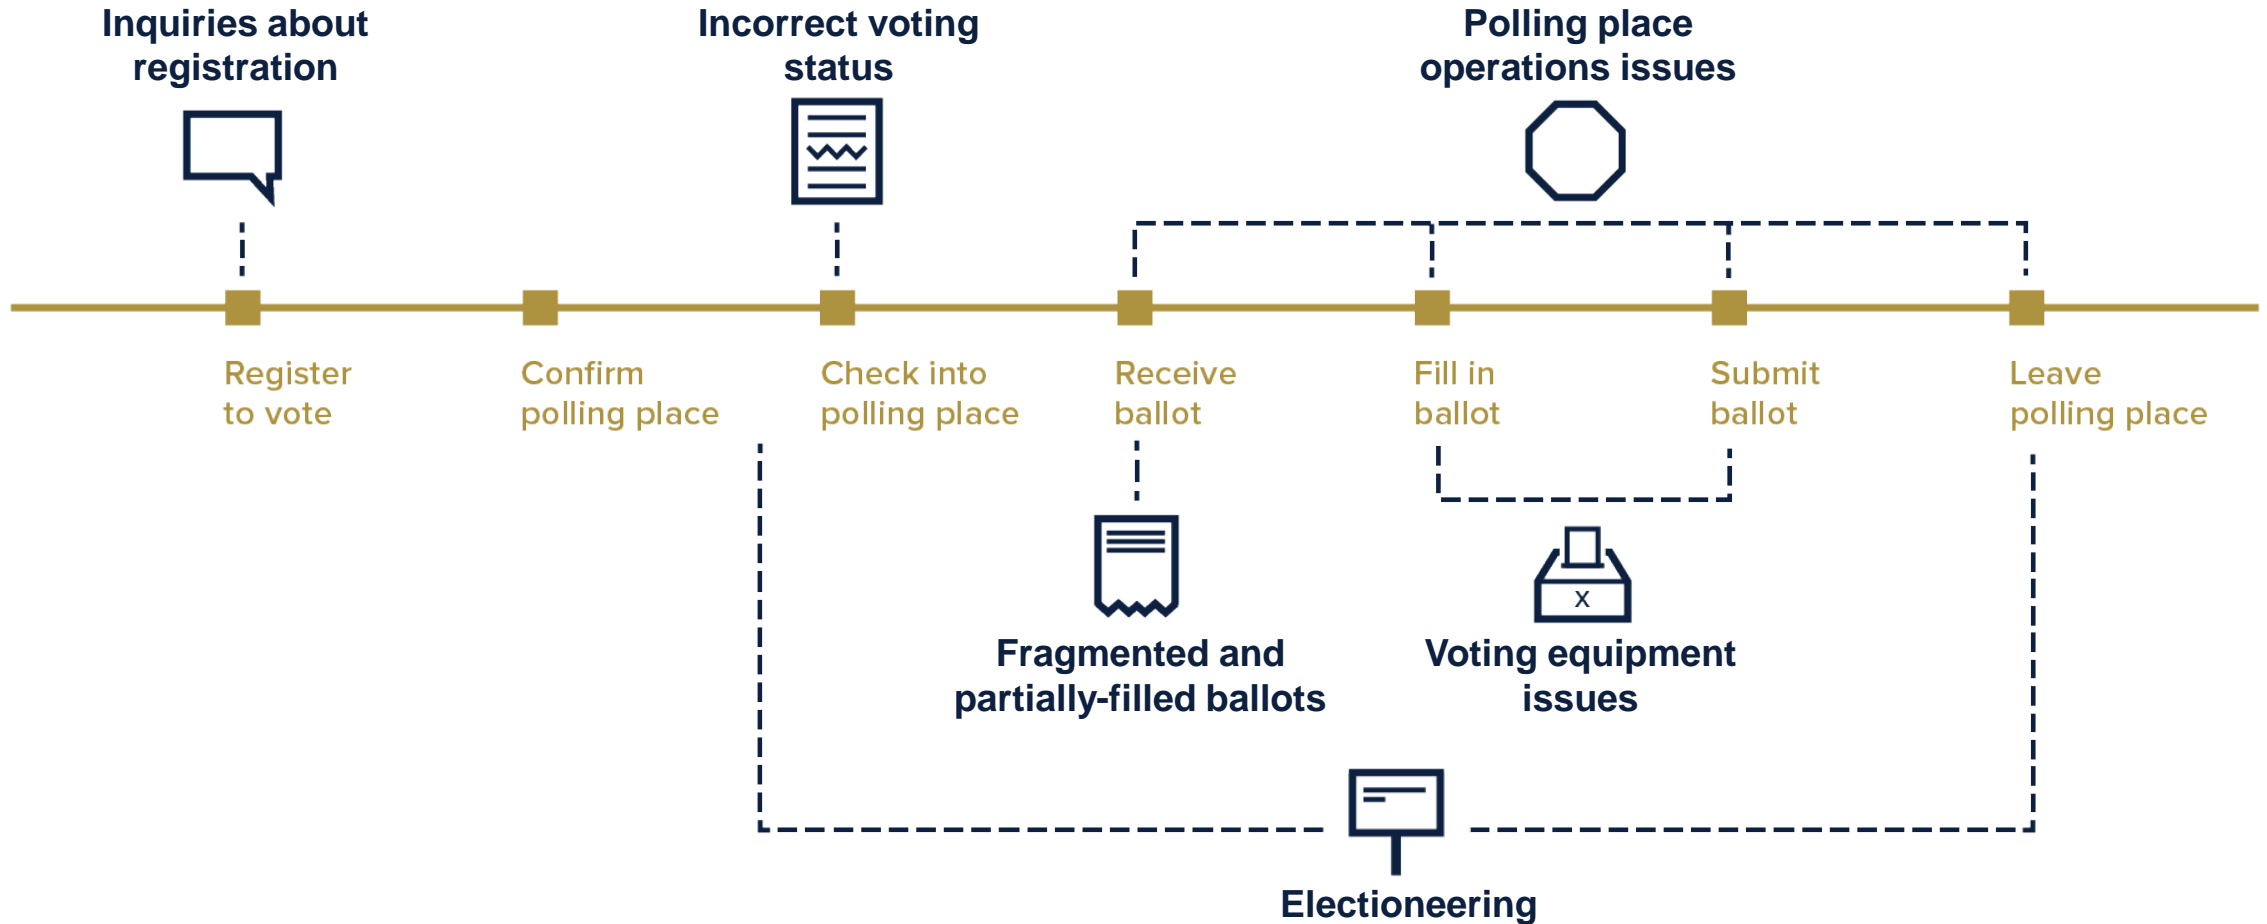 Inquiries about
registration
Incorrect voting
status
Polling place
operations issues
Register
to vote
Confirm
polling place
Check into
polling place
Receive
ballot
Fill in
ballot
Submit
ballot
Leave
polling place
Fragmented and
partially-filled ballots
X
Voting equipment
issues
Electioneering